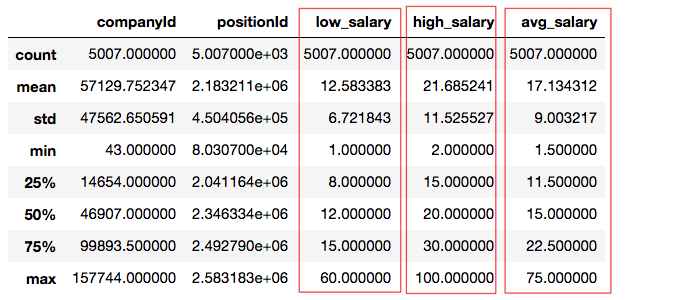 companyId positionId low_salary high_salary avg_salary
count 5007.000000 5.007000e+03 5007.000000 5007.000000 5007.000000
mean 57129.752347 2.183211e+06 12.583383 21.685241 17.134312
std 47562.650591 4.504056e+05 6.721843 11.525527 9.003217
min 43.000000 8.030700e+04 1.000000 2.000000 1.500000
25% 14654.000000 2.041164e+06 8.000000 15.000000 11.500000
50% 46907.000000 2.346334e+06 12.000000 20.000000 15.000000
75% 99893.500000 2.492790e+06 15.000000 30.000000 22.500000
max 157744.000000 2.583183e+06 60.000000 100.000000 75.000000